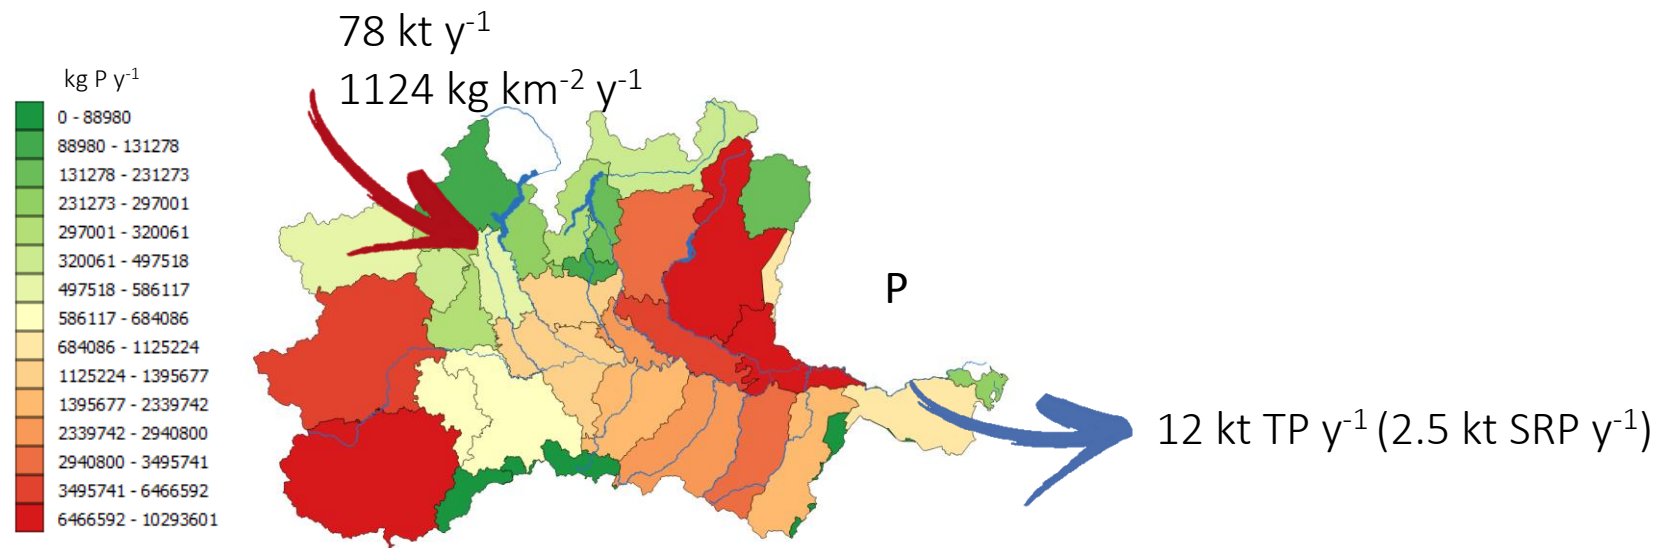 78 kt y⁻¹
1124 kg km⁻² y⁻¹
kg P y⁻¹
0 - 88980
88980 - 131278
131278 - 231273
231273 - 297001
297001 - 320061
320061 - 497518
497518 - 586117
586117 - 684086
684086 - 1125224
1125224 - 1395677
1395677 - 2339742
2339742 - 2940800
2940800 - 3495741
3495741 - 6466592
6466592 - 10293601
P
12 kt TP y⁻¹ (2.5 kt SRP y⁻¹)